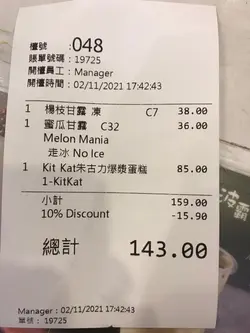 檯號 : 048
賬單號碼 : 19725
開檯員工 : Manager
開檯時間 : 02/11/2021 17:42:43
1 楊枝甘露 凍 C7 38.00
1 蜜瓜甘露 C32 36.00
Melon Mania
走冰 No Ice
1 Kit Kat朱古力爆漿蛋糕 85.00
1-KitKat
小計 159.00
10% Discount -15.90
總計 143.00
Manager : 02/11/2021 17:42:43
單號 : 19725